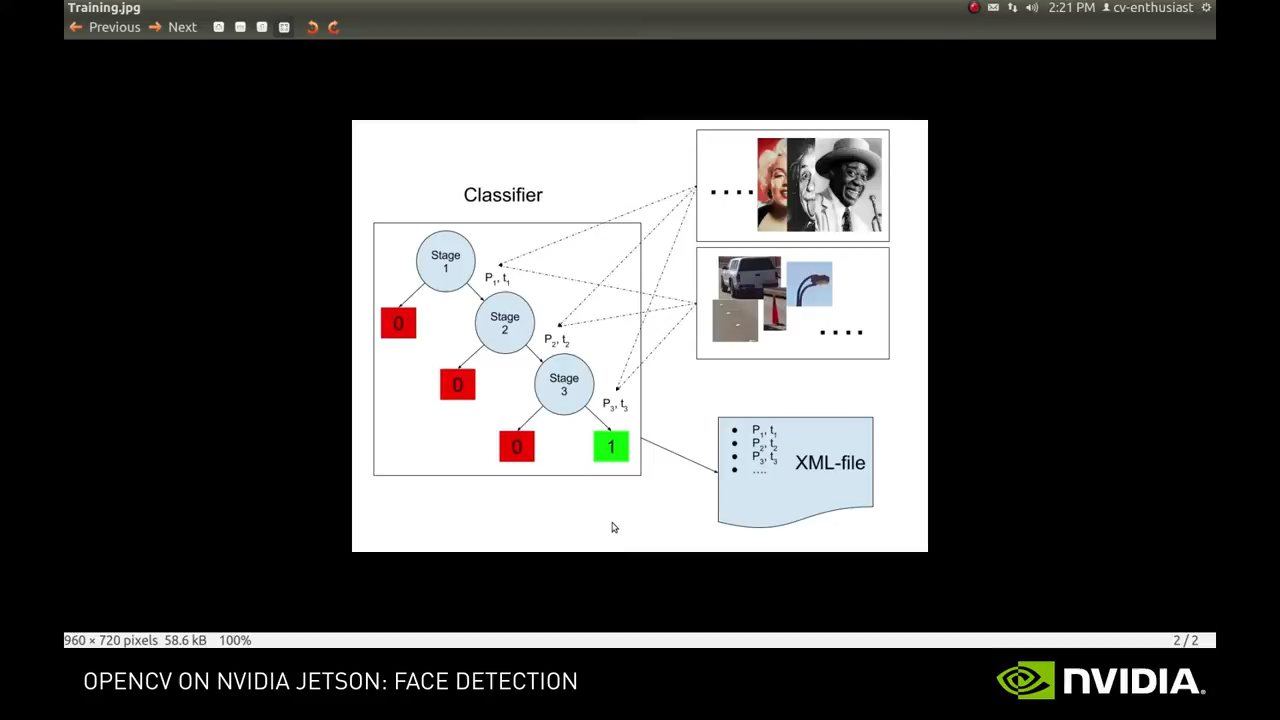 Training.jpg
2:21 PM cv-enthusiast
Previous Next
Classifier
Stage
1
P1, t1
0
Stage
2
P2, t2
0
Stage
3
P3, t3
0
1
....
....
P1, t1
P2, t2
P3, t3
....
XML-file
960 × 720 pixels 58.6 kB 100%
2 / 2
OPENCV ON NVIDIA JETSON: FACE DETECTION
NVIDIA.